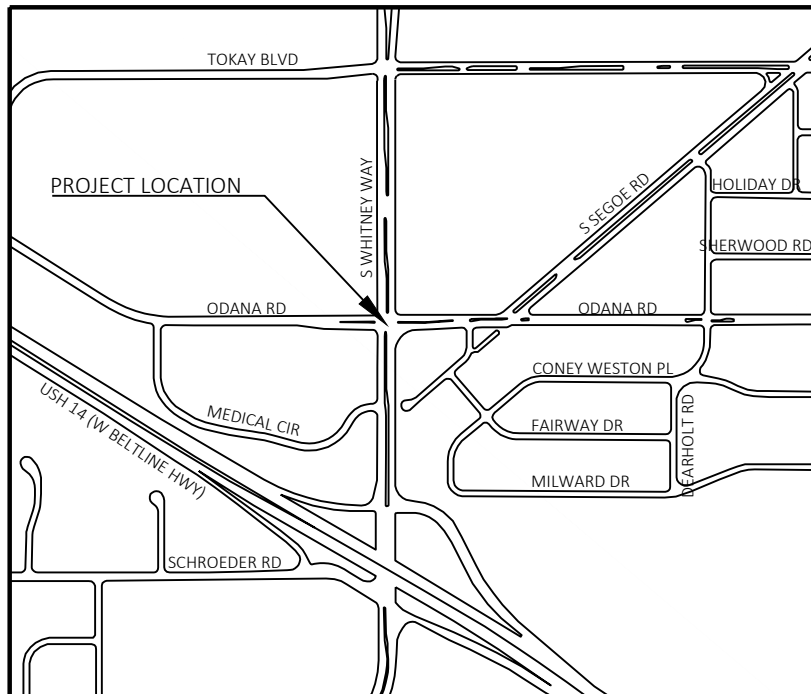 TOKAY BLVD
PROJECT LOCATION
S WHITNEY WAY
S SEGOE RD
HOLIDAY DR
SHERWOOD RD
ODANA RD
ODANA RD
CONEY WESTON PL
USH 14 (W BELTLINE HWY)
MEDICAL CIR
FAIRWAY DR
DEARHOLT RD
MILWARD DR
SCHROEDER RD